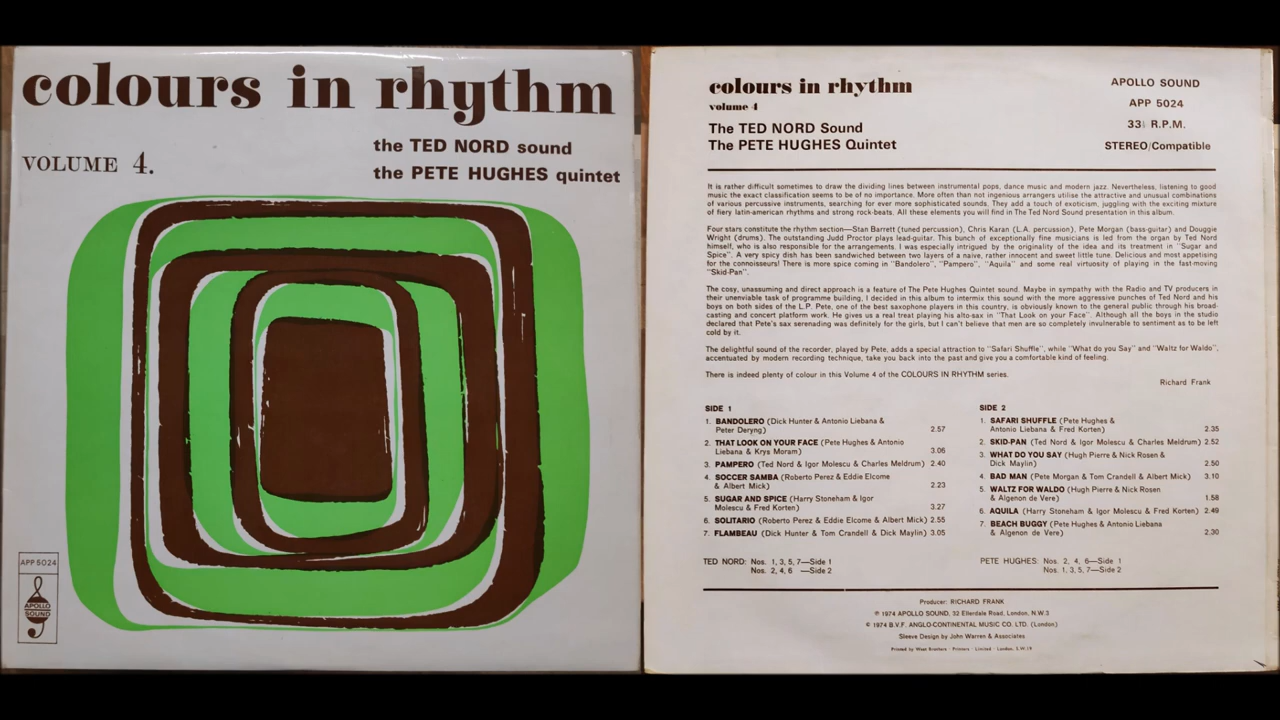 colours in rhythm
VOLUME 4.
the TED NORD sound
the PETE HUGHES quintet
APP 5024
APOLLO
SOUND
colours in rhythm
volume 4
The TED NORD Sound
The PETE HUGHES Quintet
APOLLO SOUND
APP 5024
33⅓ R.P.M.
STEREO/Compatible
It is rather difficult sometimes to draw the dividing lines between instrumental pops, dance music and modern jazz. Nevertheless, listening to good
music the exact classification seems to be of no importance. More often than not ingenious arrangers utilise the attractive and unusual combinations
of various percussive instruments, searching for ever more sophisticated sounds. They add a touch of exoticism, juggling with the exciting mixture
of fiery latin-american rhythms and strong rock-beats. All these elements you will find in The Ted Nord Sound presentation in this album.
Four stars constitute the rhythm section—Stan Barrett (tuned percussion), Chris Karan (L.A. percussion), Pete Morgan (bass-guitar) and Douggie
Wright (drums). The outstanding Judd Proctor plays lead-guitar. This bunch of exceptionally fine musicians is led from the organ by Ted Nord
himself, who is also responsible for the arrangements. I was especially intrigued by the originality of the idea and its treatment in "Sugar and
Spice". A very spicy dish has been sandwiched between two layers of a naive, rather innocent and sweet little tune. Delicious and most appetising
for the connoisseurs! There is more spice coming in "Bandolero", "Pampero", "Aquila" and some real virtuosity of playing in the fast-moving
"Skid-Pan".
The cosy, unassuming and direct approach is a feature of The Pete Hughes Quintet sound. Maybe in sympathy with the Radio and TV producers in
their unenviable task of programme building, I decided in this album to intermix this sound with the more aggressive punches of Ted Nord and his
boys on both sides of the L.P. Pete, one of the best saxophone players in this country, is obviously known to the general public through his broad-
casting and concert platform work. He gives us a real treat playing his alto-sax in "That Look on your Face". Although all the boys in the studio
declared that Pete's sax serenading was definitely for the girls, but I can't believe that men are so completely invulnerable to sentiment as to be left
cold by it.
The delightful sound of the recorder, played by Pete, adds a special attraction to "Safari Shuffle", while "What do you Say" and "Waltz for Waldo",
accentuated by modern recording technique, take you back into the past and give you a comfortable kind of feeling.
There is indeed plenty of colour in this Volume 4 of the COLOURS IN RHYTHM series.
Richard Frank
SIDE 1
1. BANDOLERO (Dick Hunter & Antonio Liebana &
Peter Deryng) 2.57
2. THAT LOOK ON YOUR FACE (Pete Hughes & Antonio
Liebana & Krys Moram) 3.06
3. PAMPERO (Ted Nord & Igor Molescu & Charles Meldrum) 2.40
4. SOCCER SAMBA (Roberto Perez & Eddie Elcome
& Albert Mick) 2.23
5. SUGAR AND SPICE (Harry Stoneham & Igor
Molescu & Fred Korten) 3.27
6. SOLITARIO (Roberto Perez & Eddie Elcome & Albert Mick) 2.55
7. FLAMBEAU (Dick Hunter & Tom Crandell & Dick Maylin) 3.05
SIDE 2
1. SAFARI SHUFFLE (Pete Hughes &
Antonio Liebana & Fred Korten) 2.35
2. SKID-PAN (Ted Nord & Igor Molescu & Charles Meldrum) 2.52
3. WHAT DO YOU SAY (Hugh Pierre & Nick Rosen &
Dick Maylin) 2.50
4. BAD MAN (Pete Morgan & Tom Crandell & Albert Mick) 3.10
5. WALTZ FOR WALDO (Hugh Pierre & Nick Rosen
& Algenon de Vere) 1.58
6. AQUILA (Harry Stoneham & Igor Molescu & Fred Korten) 2.49
7. BEACH BUGGY (Pete Hughes & Antonio Liebana
& Algenon de Vere) 2.30
TED NORD: Nos. 1, 3, 5, 7—Side 1
Nos. 2, 4, 6 —Side 2
PETE HUGHES: Nos. 2, 4, 6—Side 1
Nos. 1, 3, 5, 7—Side 2
Producer: RICHARD FRANK
℗ 1974 APOLLO SOUND, 32 Ellerdale Road, London, N.W.3
© 1974 B.V.F. ANGLO-CONTINENTAL MUSIC CO. LTD. (London)
Sleeve Design by John Warren & Associates
Printed by West Brothers · Printers · Limited · London, S.W.19